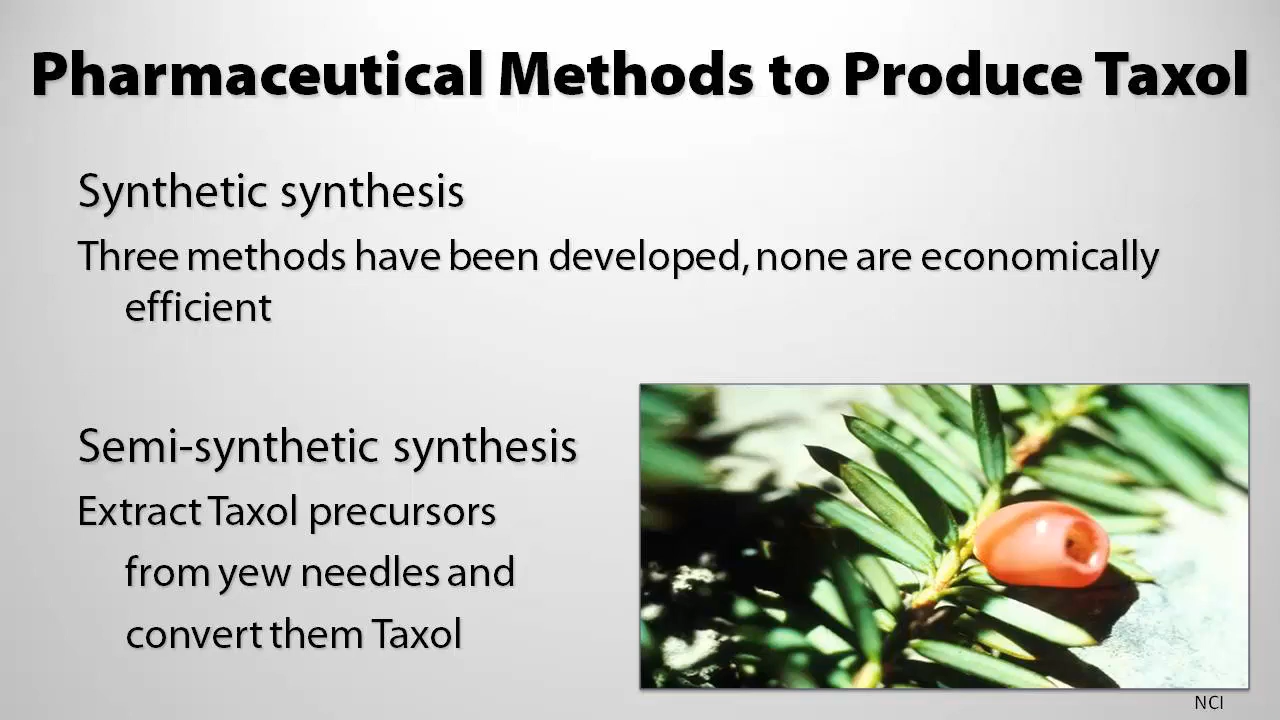 Pharmaceutical Methods to Produce Taxol
Synthetic synthesis
Three methods have been developed, none are economically
efficient
Semi-synthetic synthesis
Extract Taxol precursors
from yew needles and
convert them Taxol
NCI